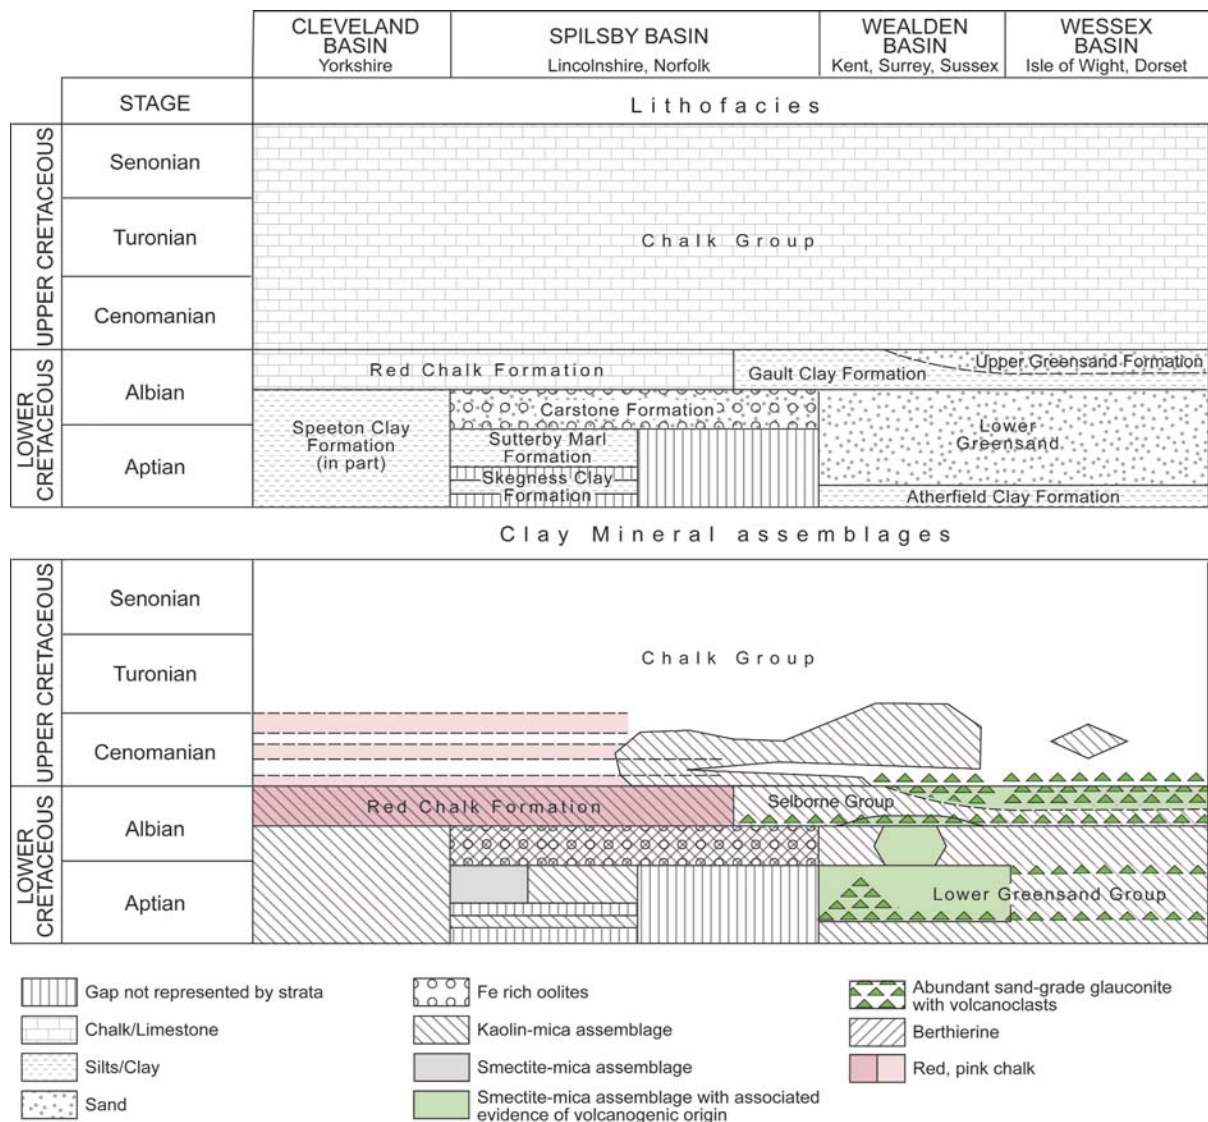 CLEVELAND
BASIN
Yorkshire
SPILSBY BASIN
Lincolnshire, Norfolk
WEALDEN
BASIN
Kent, Surrey, Sussex
WESSEX
BASIN
Isle of Wight, Dorset
STAGE
Lithofacies
UPPER CRETACEOUS
Senonian
Turonian
Chalk Group
Cenomanian
LOWER
CRETACEOUS
Albian
Red Chalk Formation
Gault Clay Formation
Upper Greensand Formation
Carstone Formation
Aptian
Speeton Clay
Formation
(in part)
Sutterby Marl
Formation
Skegness Clay
Formation
Lower
Greensand
Atherfield Clay Formation
Clay Mineral assemblages
UPPER CRETACEOUS
Senonian
Turonian
Chalk Group
Cenomanian
LOWER
CRETACEOUS
Albian
Red Chalk Formation
Selborne Group
Aptian
Lower Greensand Group
Gap not represented by strata
Chalk/Limestone
Silts/Clay
Sand
Fe rich oolites
Kaolin-mica assemblage
Smectite-mica assemblage
Smectite-mica assemblage with associated
evidence of volcanogenic origin
Abundant sand-grade glauconite
with volcanoclasts
Berthierine
Red, pink chalk